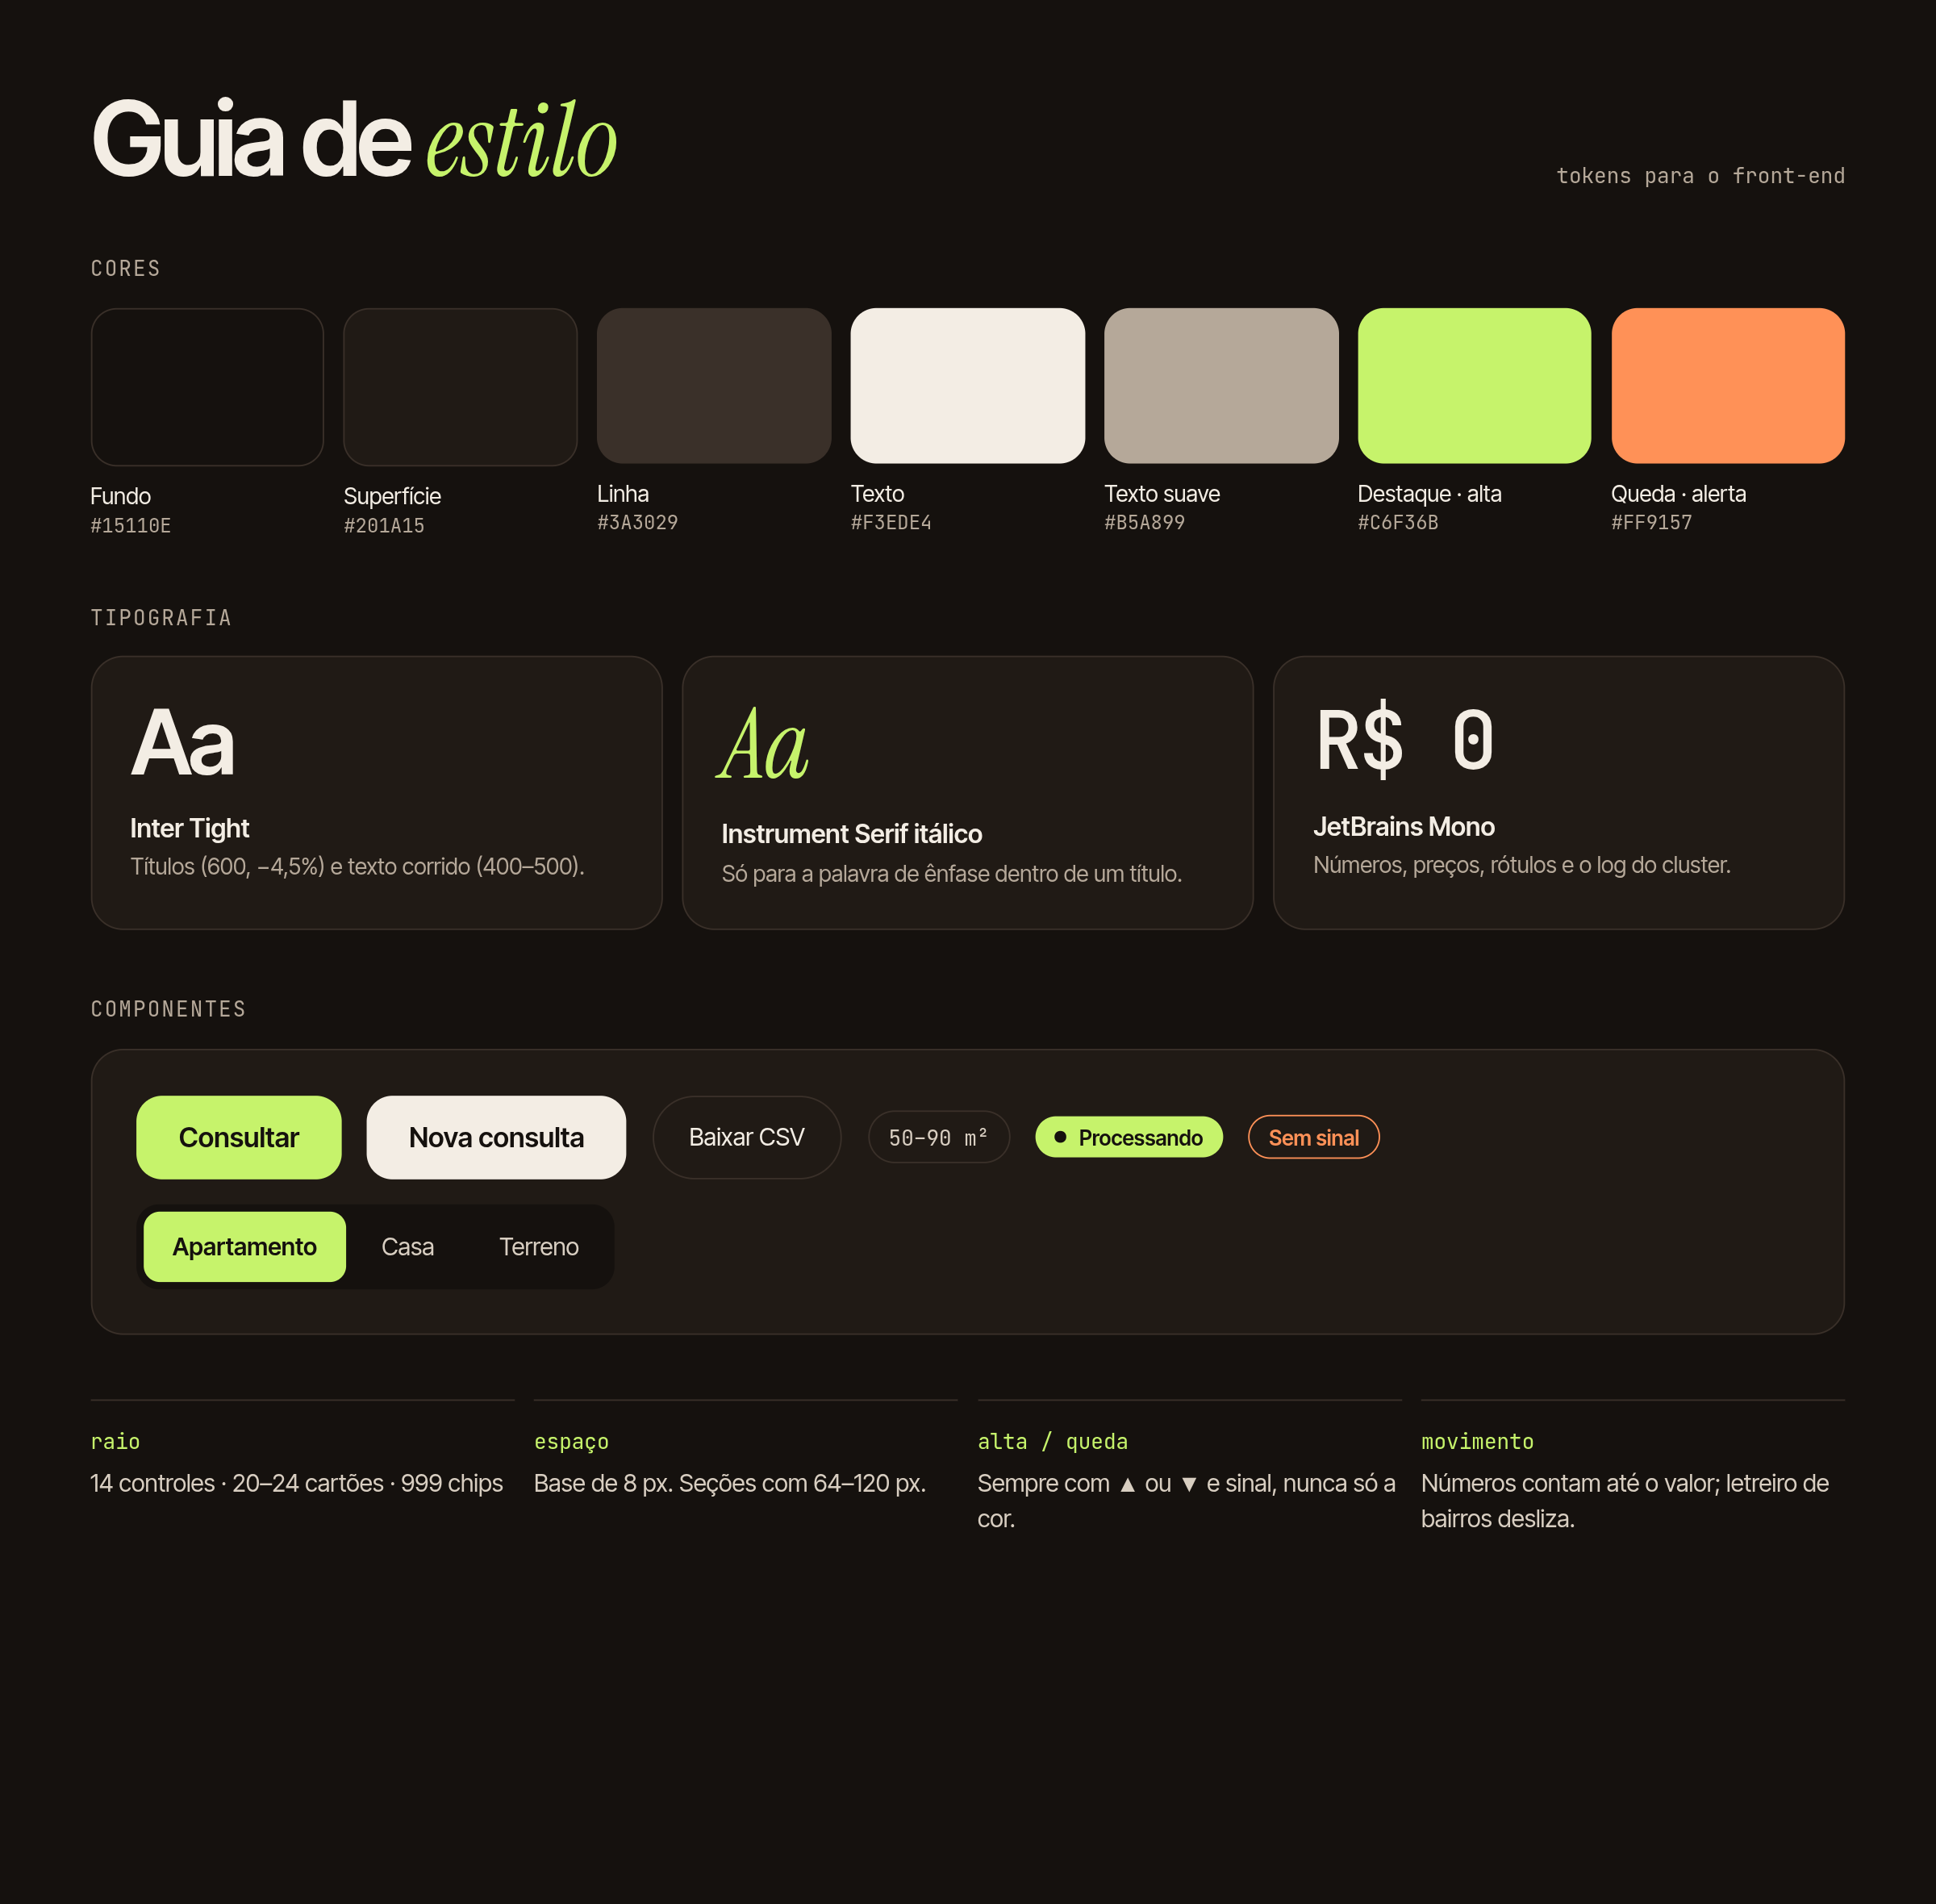 Guia de estilo
tokens para o front-end
CORES
Fundo
#15110E
Superfície
#201A15
Linha
#3A3029
Texto
#F3EDE4
Texto suave
#B5A899
Destaque · alta
#C6F36B
Queda · alerta
#FF9157
TIPOGRAFIA
Aa
Inter Tight
Títulos (600, −4,5%) e texto corrido (400–500).
Aa
Instrument Serif itálico
Só para a palavra de ênfase dentro de um título.
R$ 0
JetBrains Mono
Números, preços, rótulos e o log do cluster.
COMPONENTES
Consultar
Nova consulta
Baixar CSV
50–90 m²
Processando
Sem sinal
Apartamento
Casa
Terreno
raio
14 controles · 20–24 cartões · 999 chips
espaço
Base de 8 px. Seções com 64–120 px.
alta / queda
Sempre com ▲ ou ▼ e sinal, nunca só a
cor.
movimento
Números contam até o valor; letreiro de
bairros desliza.